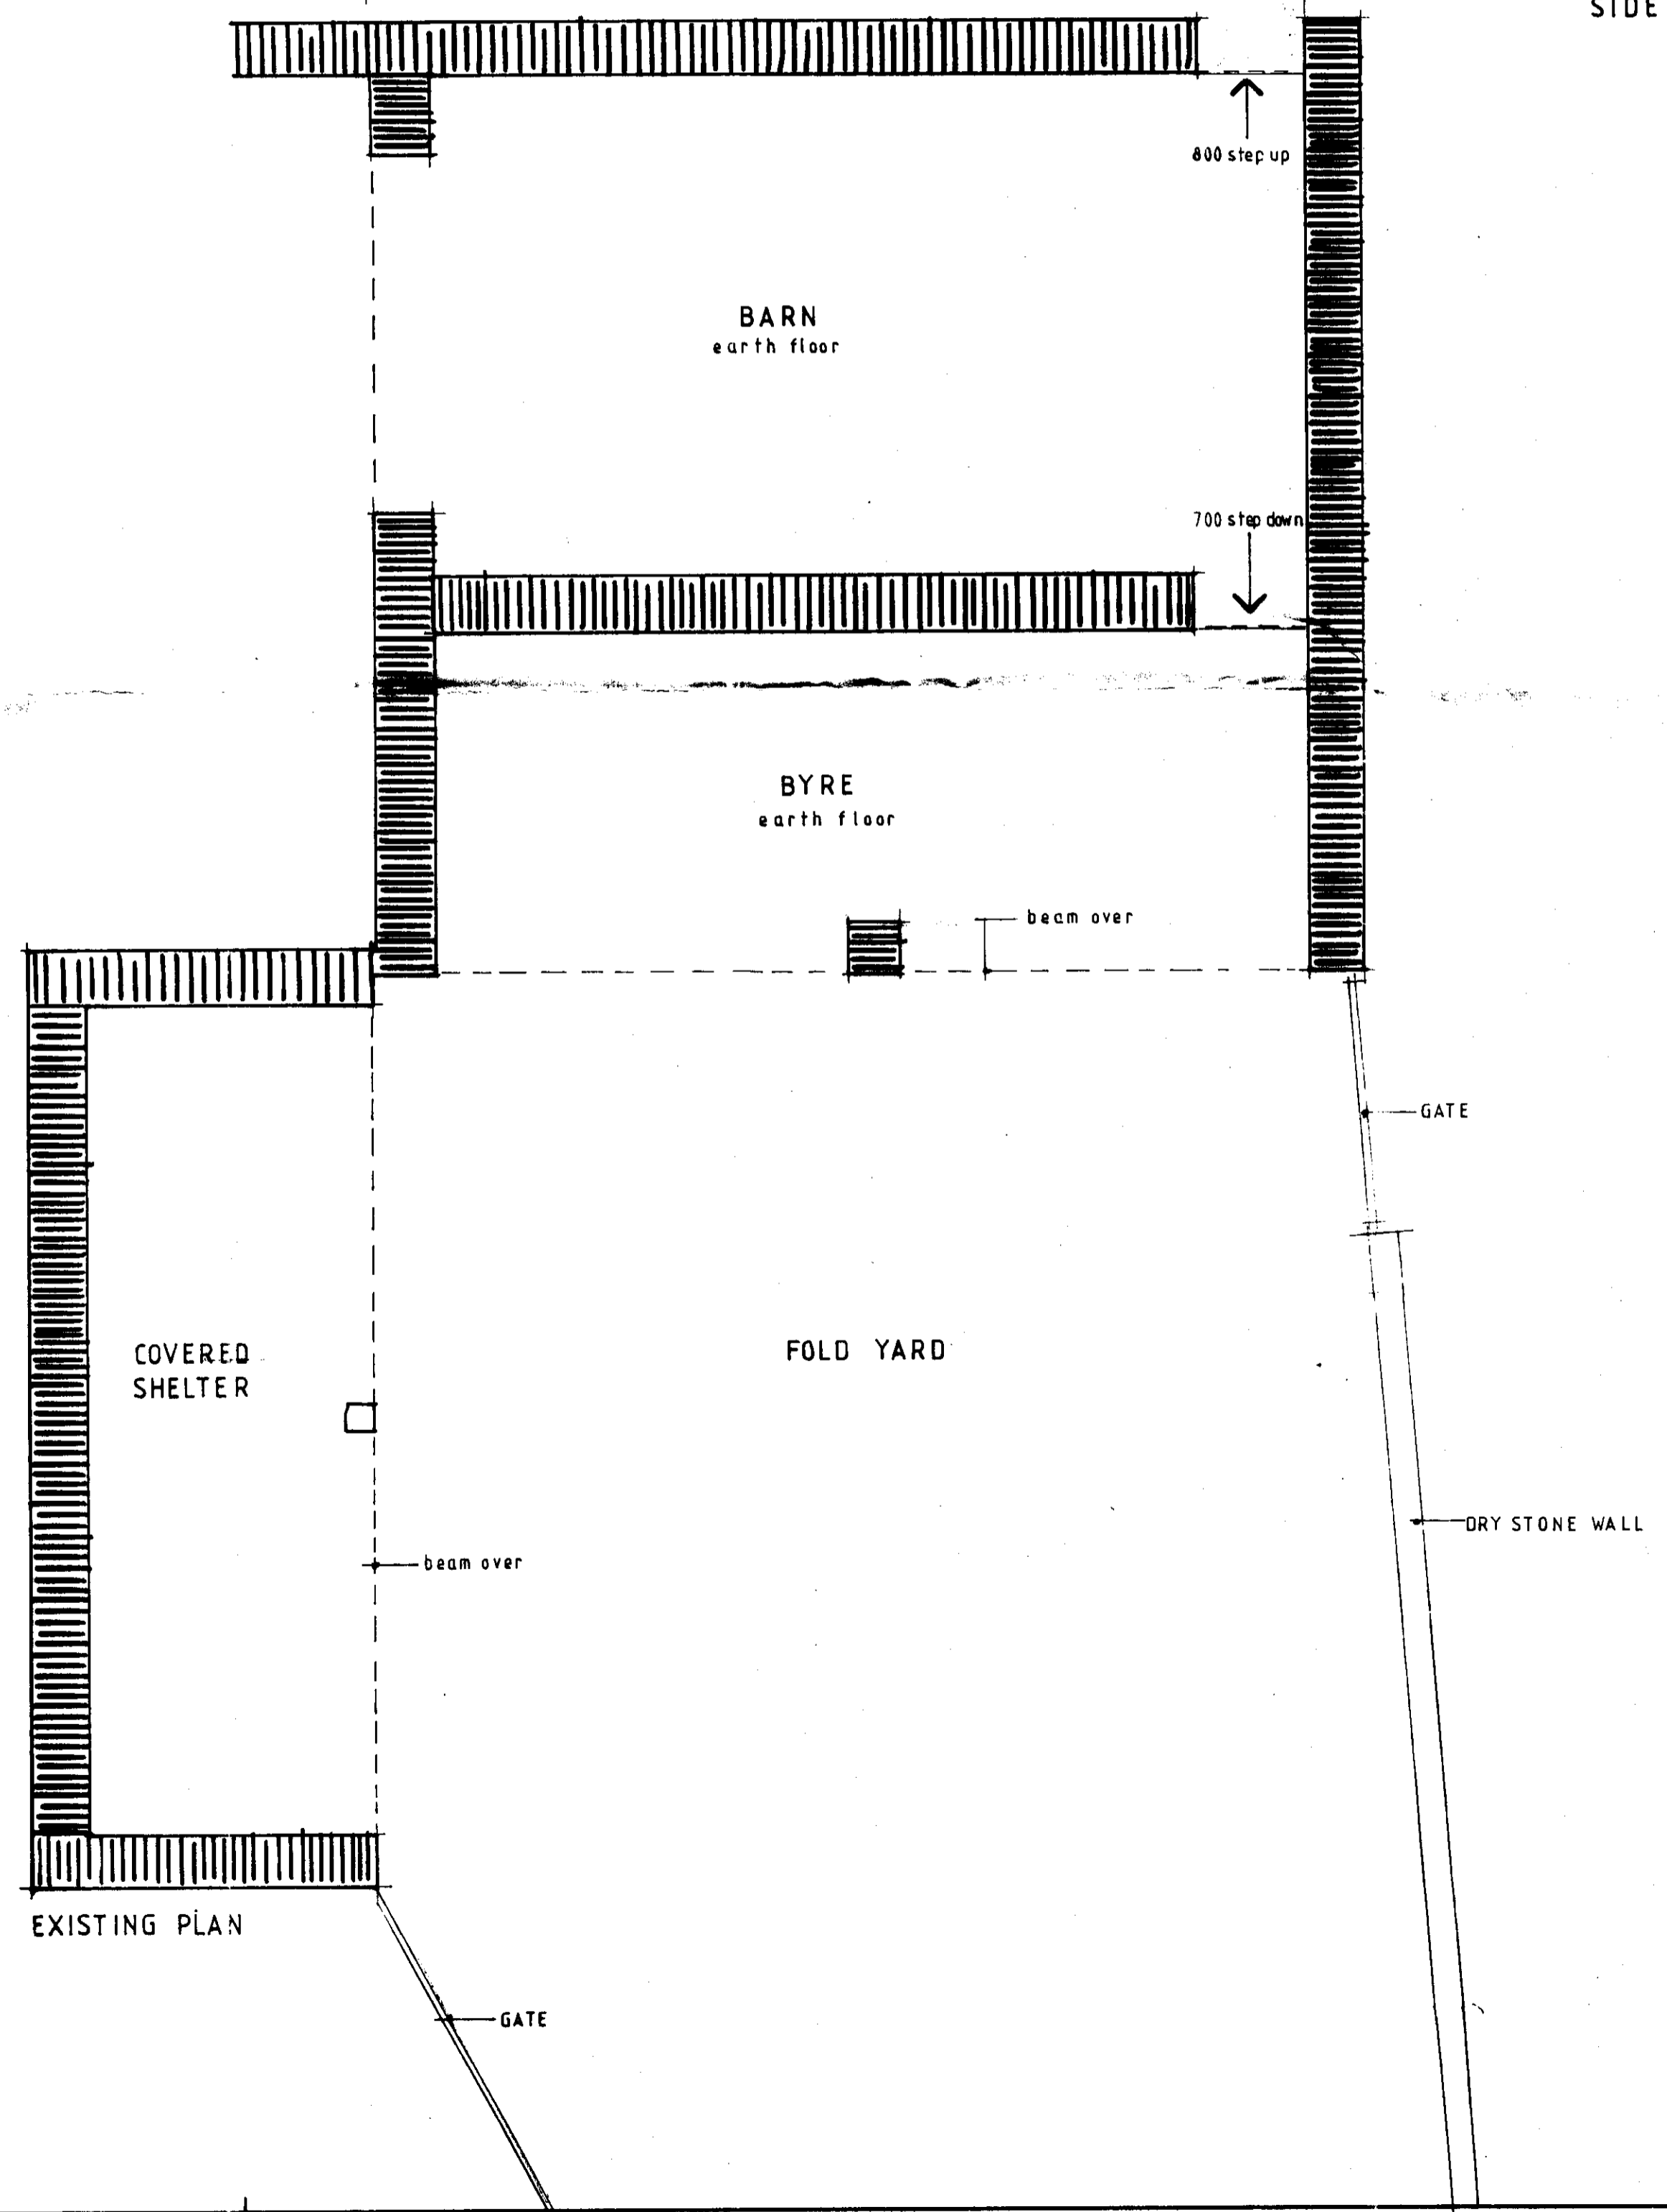 SIDE
800 step up
BARN
earth floor
700 step down
BYRE
earth floor
beam over
GATE
COVERED
SHELTER
FOLD YARD
DRY STONE WALL
beam over
EXISTING PLAN
GATE